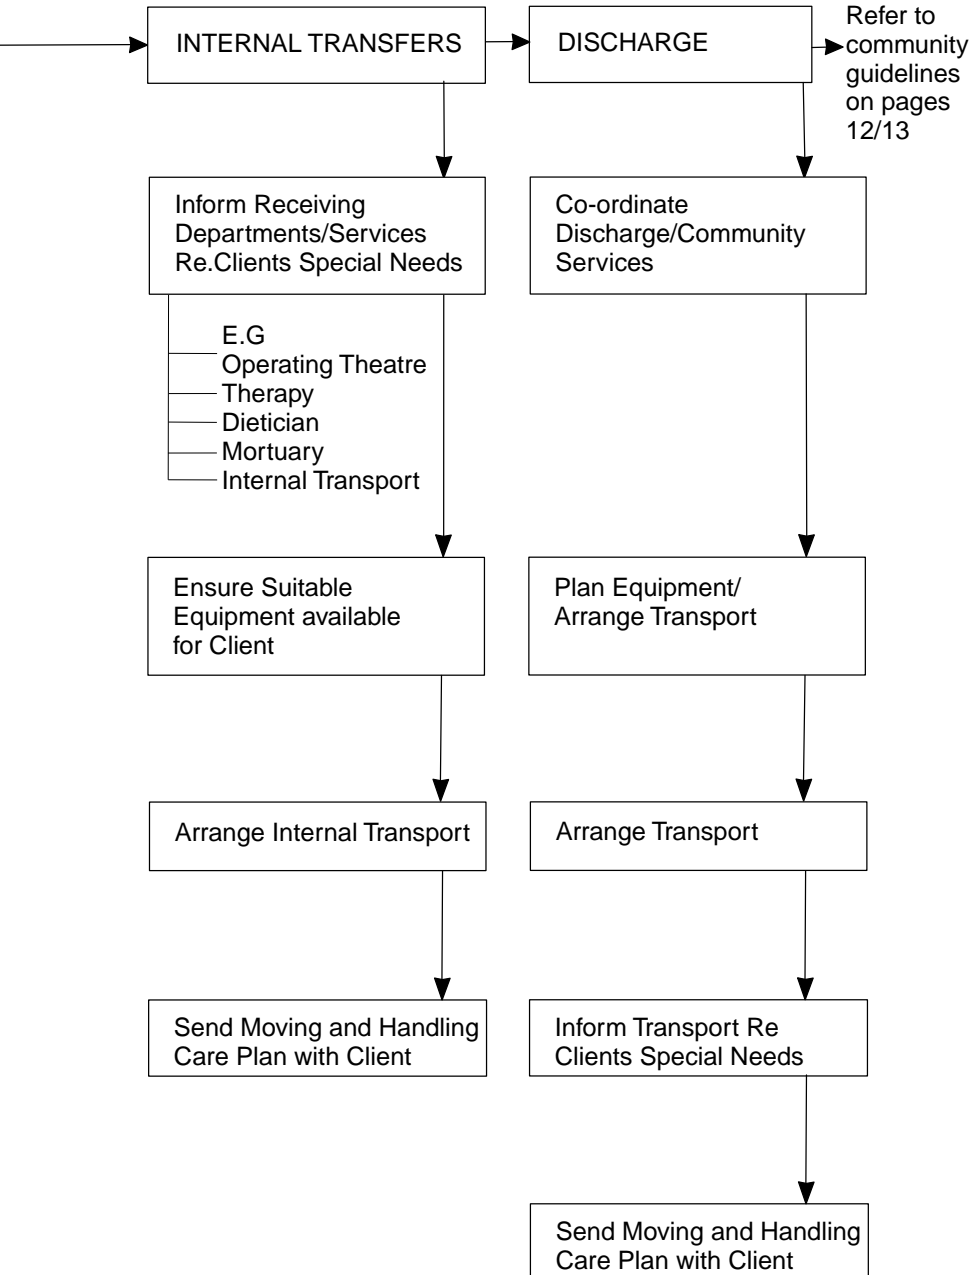 INTERNAL TRANSFERS
DISCHARGE
Refer to
community
guidelines
on pages
12/13
Inform Receiving
Departments/Services
Re.Clients Special Needs
Co-ordinate
Discharge/Community
Services
E.G
Operating Theatre
Therapy
Dietician
Mortuary
Internal Transport
Ensure Suitable
Equipment available
for Client
Plan Equipment/
Arrange Transport
Arrange Internal Transport
Arrange Transport
Send Moving and Handling
Care Plan with Client
Inform Transport Re
Clients Special Needs
Send Moving and Handling
Care Plan with Client